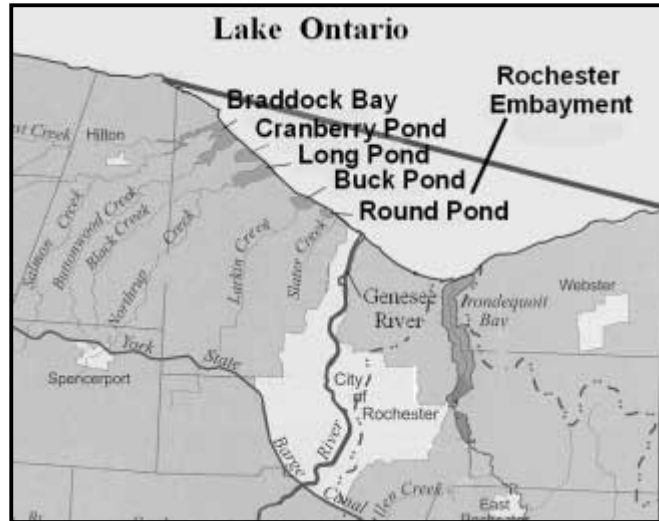 Lake Ontario
Rochester
Embayment
Braddock Bay
Cranberry Pond
Long Pond
Buck Pond
Round Pond
Creek
Hilton
Salmon Creek
Buttonwood Creek
Black Creek
Northrup Creek
Larkin Creek
Slater Creek
Genesee
River
Irondequoit
Bay
Webster
York State Barge Canal
Spencerport
City
of
Rochester
River
Allen Creek
East